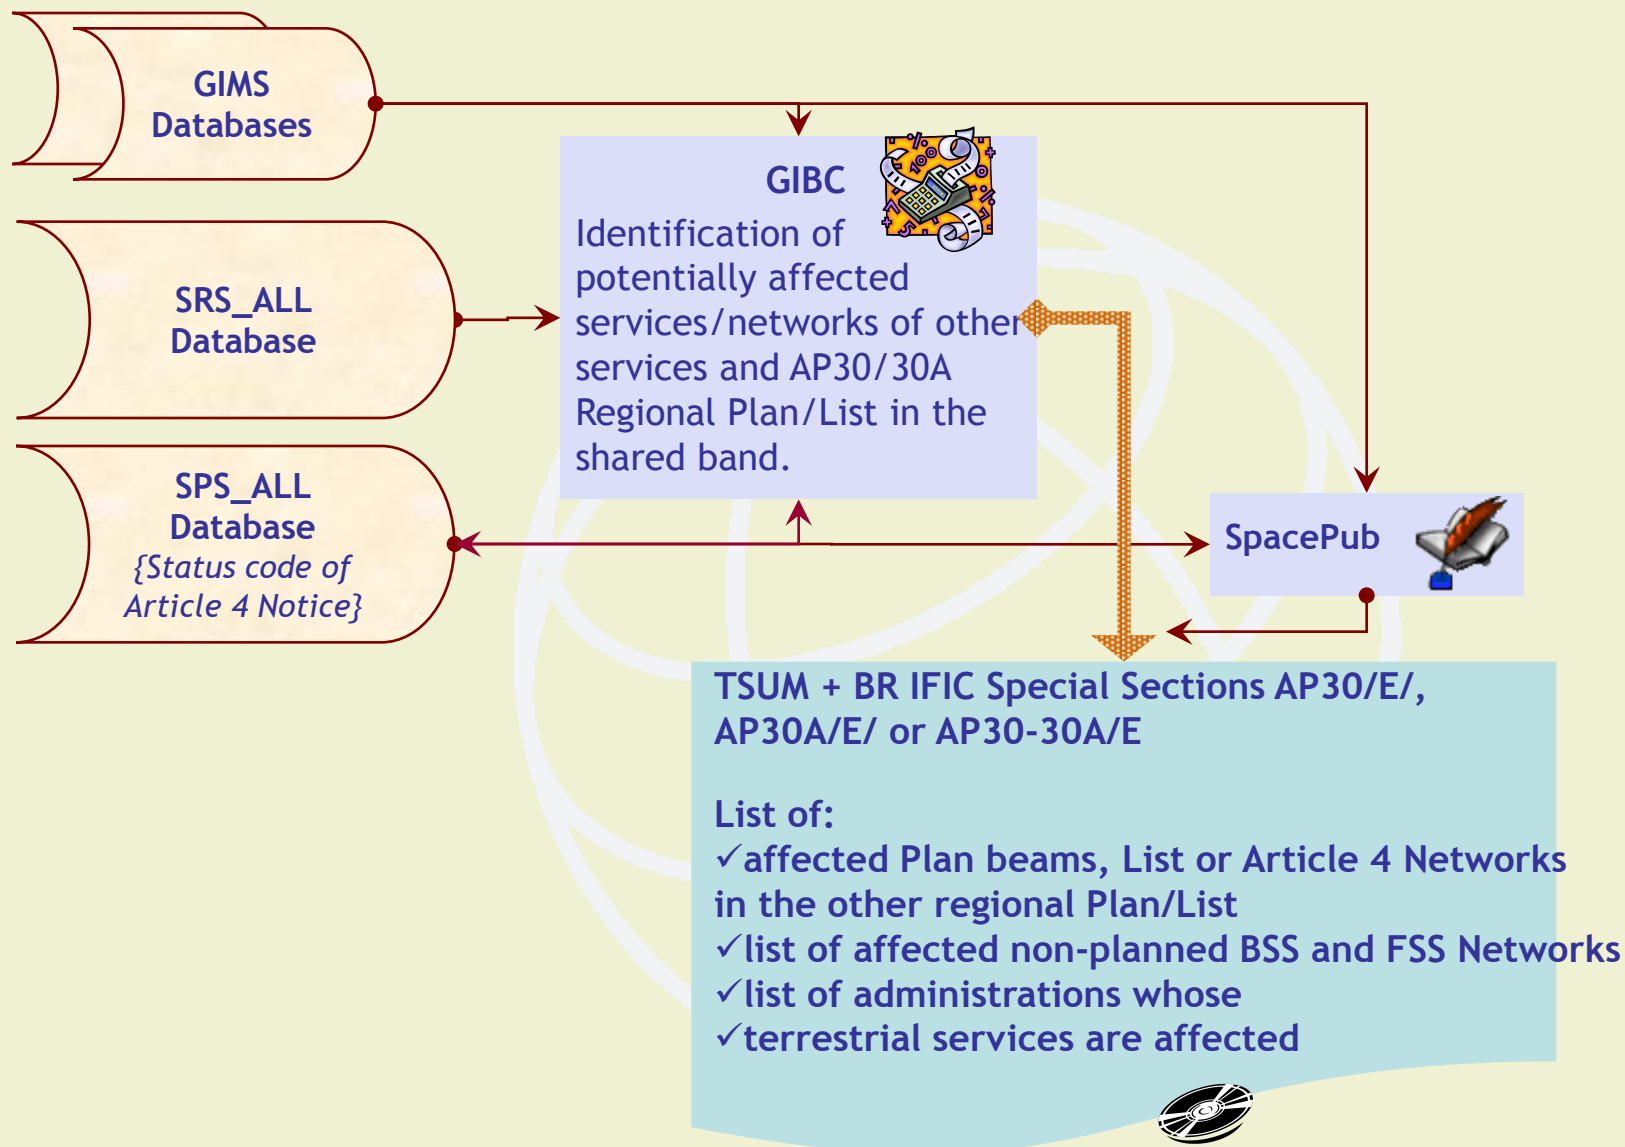 GIMS
Databases
GIBC
Identification of
potentially affected
services/networks of other
services and AP30/30A
Regional Plan/List in the
shared band.
SRS_ALL
Database
SPS_ALL
Database
{Status code of
Article 4 Notice}
SpacePub
TSUM + BR IFIC Special Sections AP30/E/,
AP30A/E/ or AP30-30A/E
List of:
✓affected Plan beams, List or Article 4 Networks
in the other regional Plan/List
✓list of affected non-planned BSS and FSS Networks
✓list of administrations whose
✓terrestrial services are affected